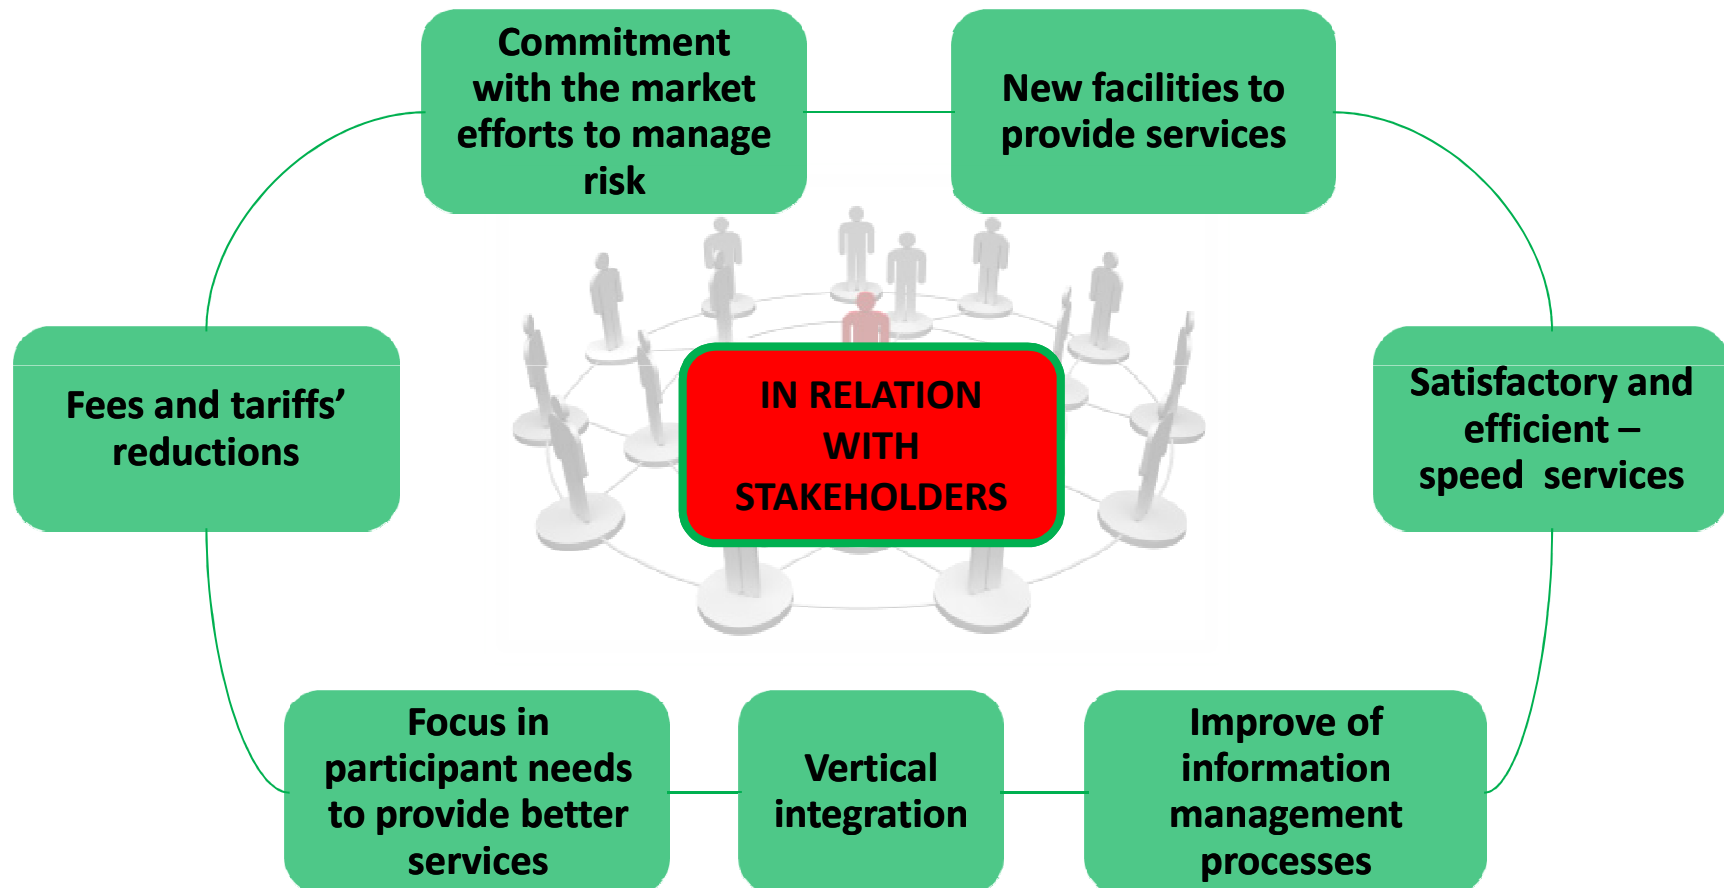 Commitment
with the market
efforts to manage
risk
New facilities to
provide services
Fees and tariffs’
reductions
IN RELATION
WITH
STAKEHOLDERS
Satisfactory and
efficient –
speed  services
Focus in
participant needs
to provide better
services
Vertical
integration
Improve of
information
management
processes